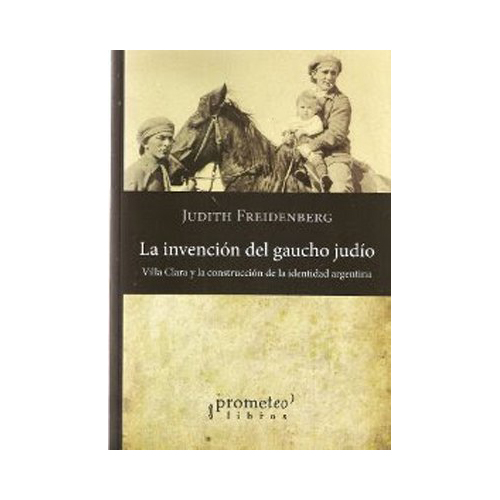 JUDITH FREIDENBERG
La invención del gaucho judío
Villa Clara y la construcción de la identidad argentina
prometeo
libros